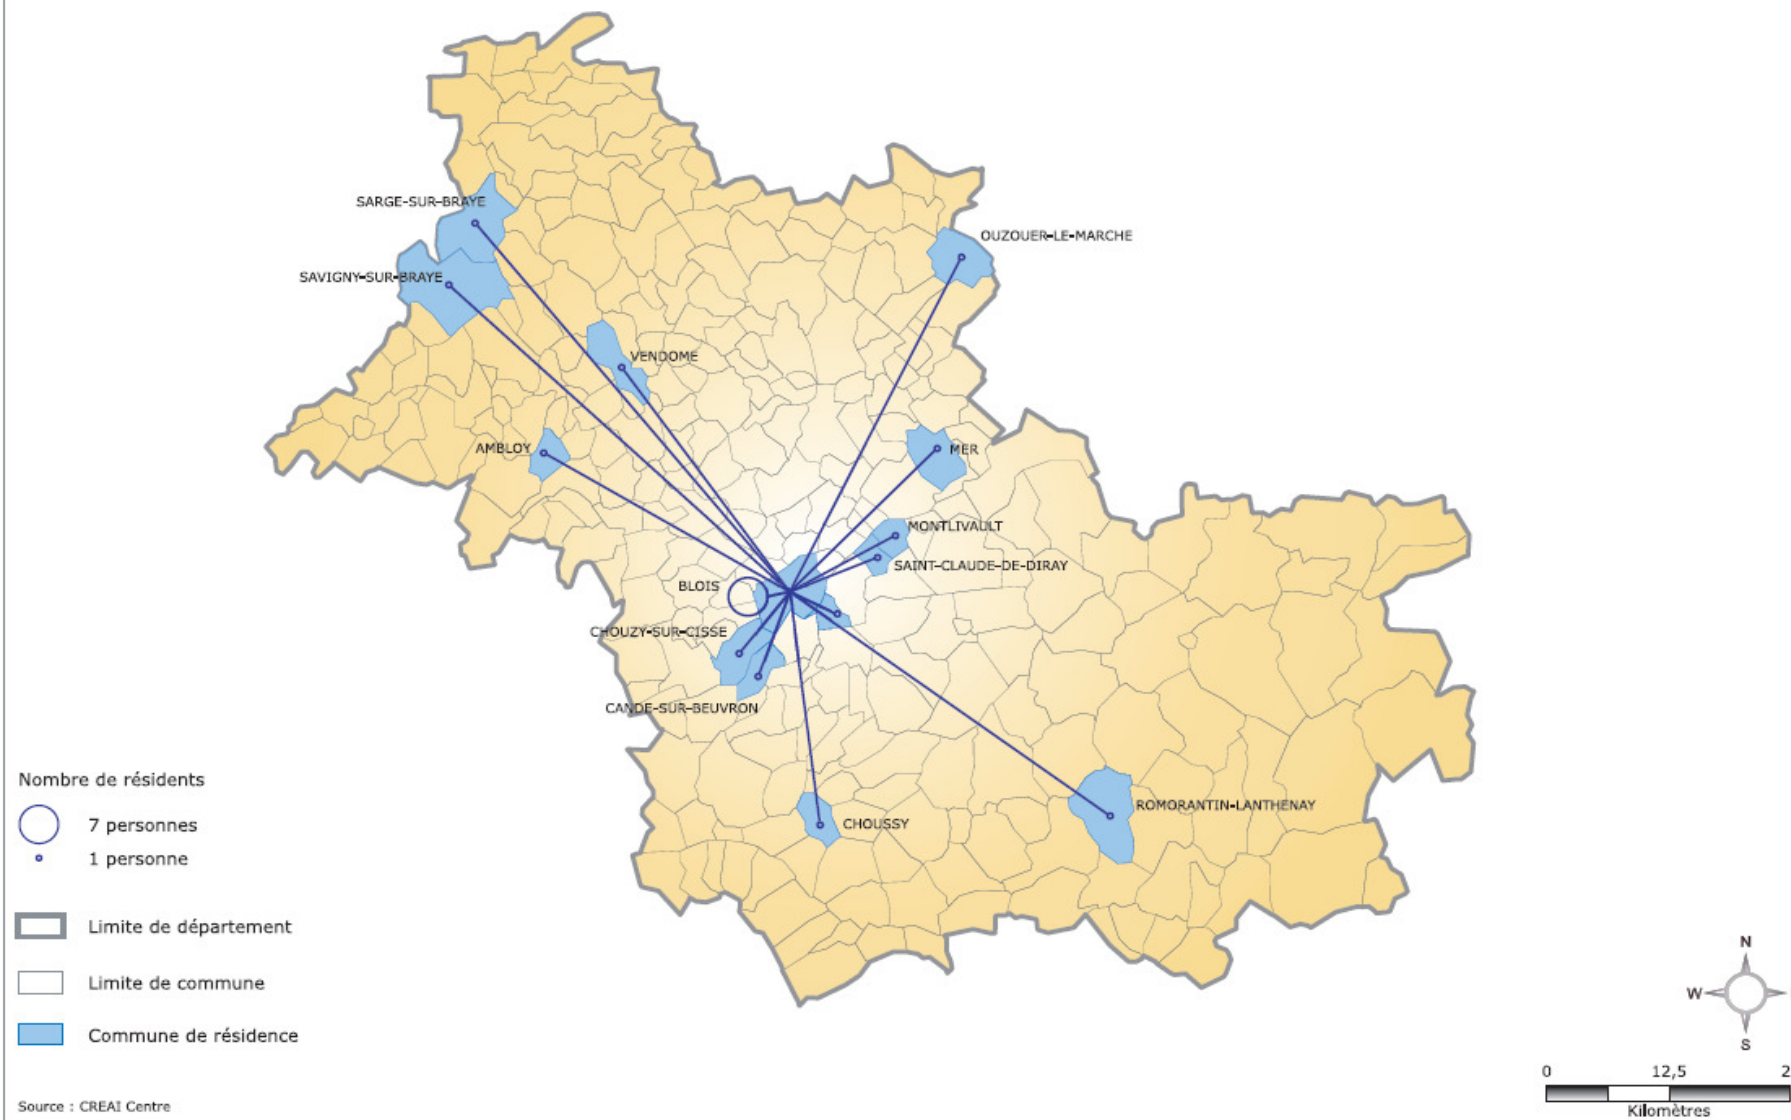 SARGE-SUR-BRAYE
OUZOUER-LE-MARCHE
SAVIGNY-SUR-BRAYE
VENDOME
AMBLOY
MER
MONTLIVAULT
SAINT-CLAUDE-DE-DIRAY
BLOIS
CHOUZY-SUR-CISSE
CANDE-SUR-BEUVRON
ROMORANTIN-LANTHENAY
CHOUSSY
Nombre de résidents
7 personnes
1 personne
Limite de département
Limite de commune
Commune de résidence
Source : CREAI Centre
N
W
S
0 12,5 2
Kilomètres